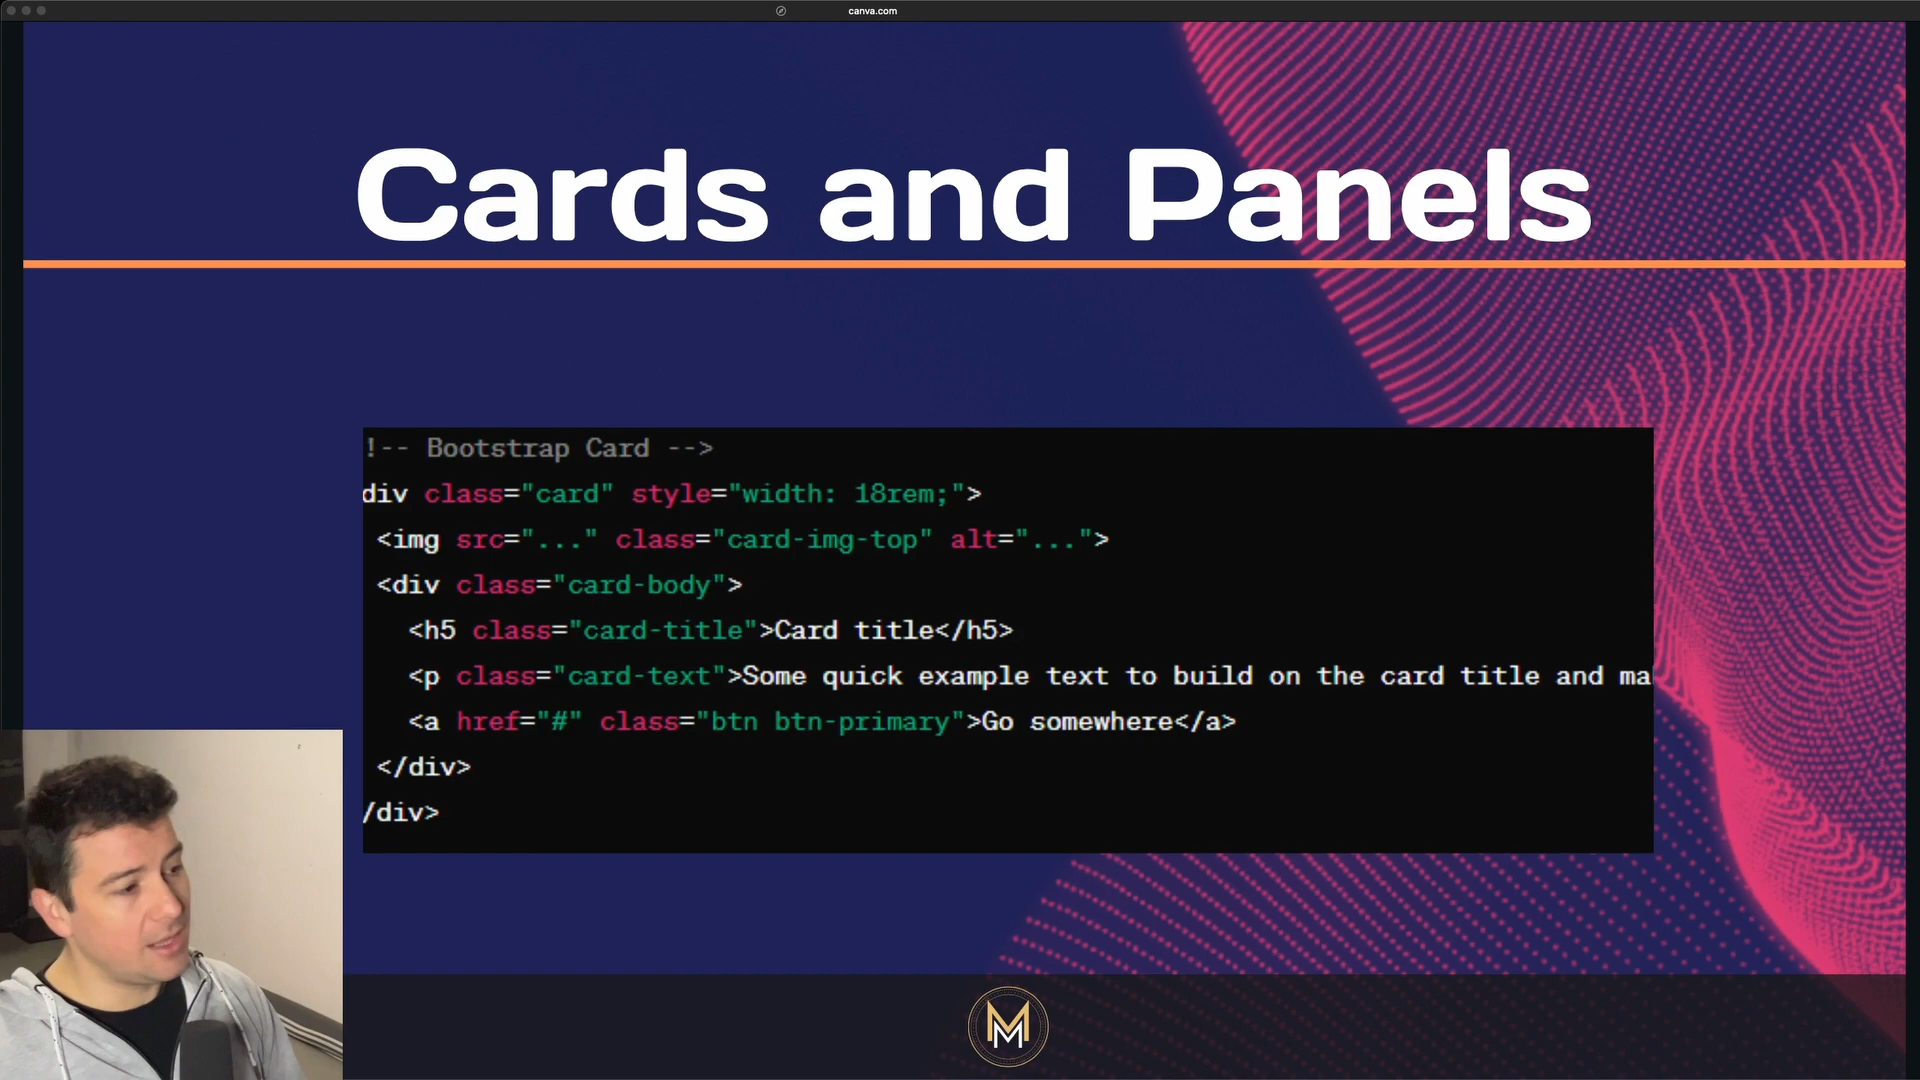 canva.com
Cards and Panels
!-- Bootstrap Card -->
div class="card" style="width: 18rem;">
<img src="..." class="card-img-top" alt="...">
<div class="card-body">
<h5 class="card-title">Card title</h5>
<p class="card-text">Some quick example text to build on the card title and ma
<a href="#" class="btn btn-primary">Go somewhere</a>
</div>
/div>
M
M